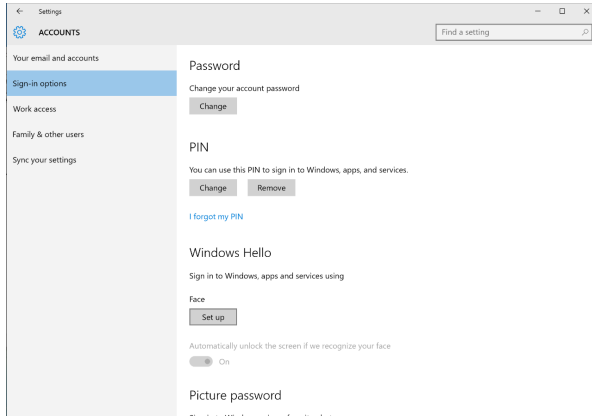 Settings
ACCOUNTS
Find a setting
Your email and accounts
Sign-in options
Work access
Family & other users
Sync your settings
Password
Change your account password
Change
PIN
You can use this PIN to sign in to Windows, apps, and services.
Change Remove
I forgot my PIN
Windows Hello
Sign in to Windows, apps and services using
Face
Set up
Automatically unlock the screen if we recognize your face
On
Picture password